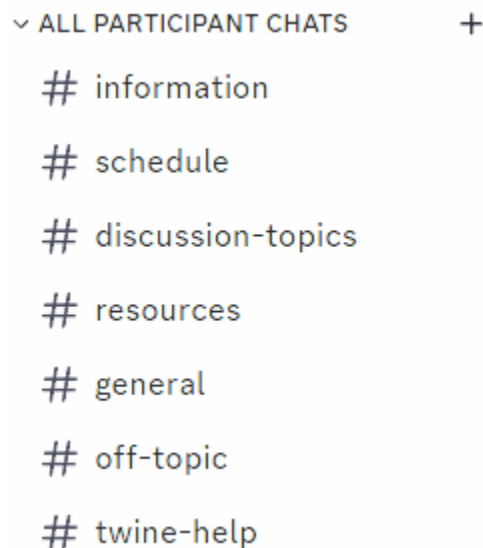 ALL PARTICIPANT CHATS +
# information
# schedule
# discussion-topics
# resources
# general
# off-topic
# twine-help